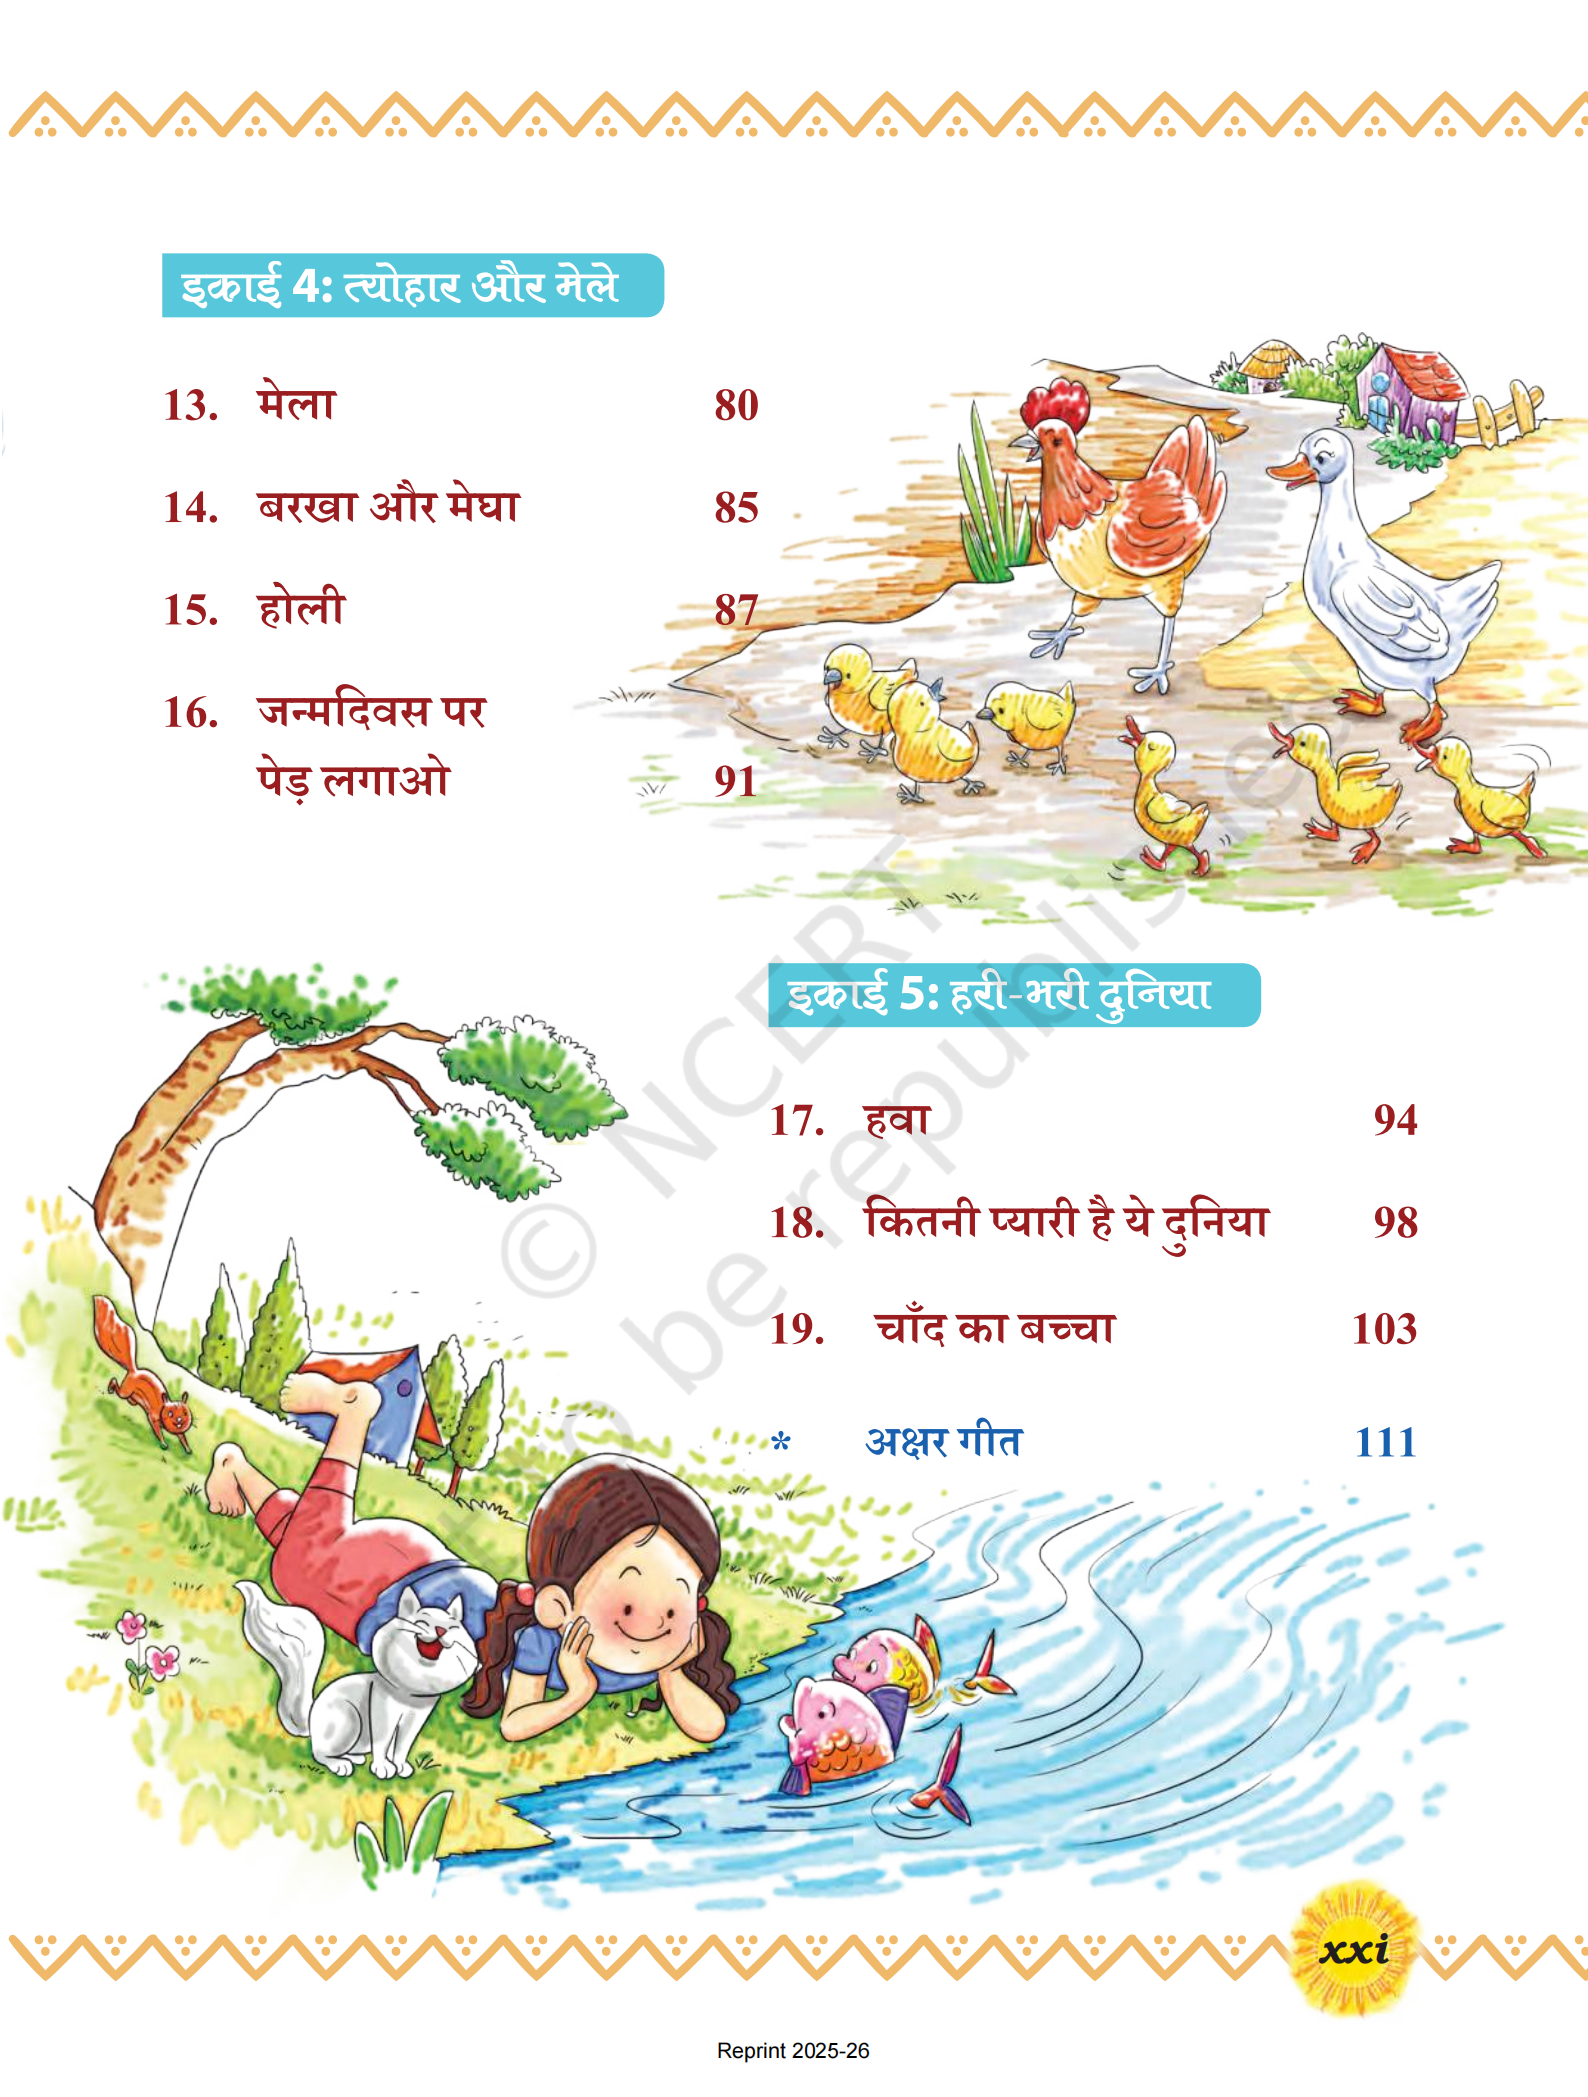 इकाई 4: त्योहार और मेले
13. मेला 80
14. बरखा और मेघा 85
15. होली 87
16. जन्मदिवस पर
पेड़ लगाओ 91
इकाई 5: हरी-भरी दुनिया
17. हवा 94
18. कितनी प्यारी है ये दुनिया 98
19. चाँद का बच्चा 103
* अक्षर गीत 111
© NCERT
be republished
xxi
Reprint 2025-26